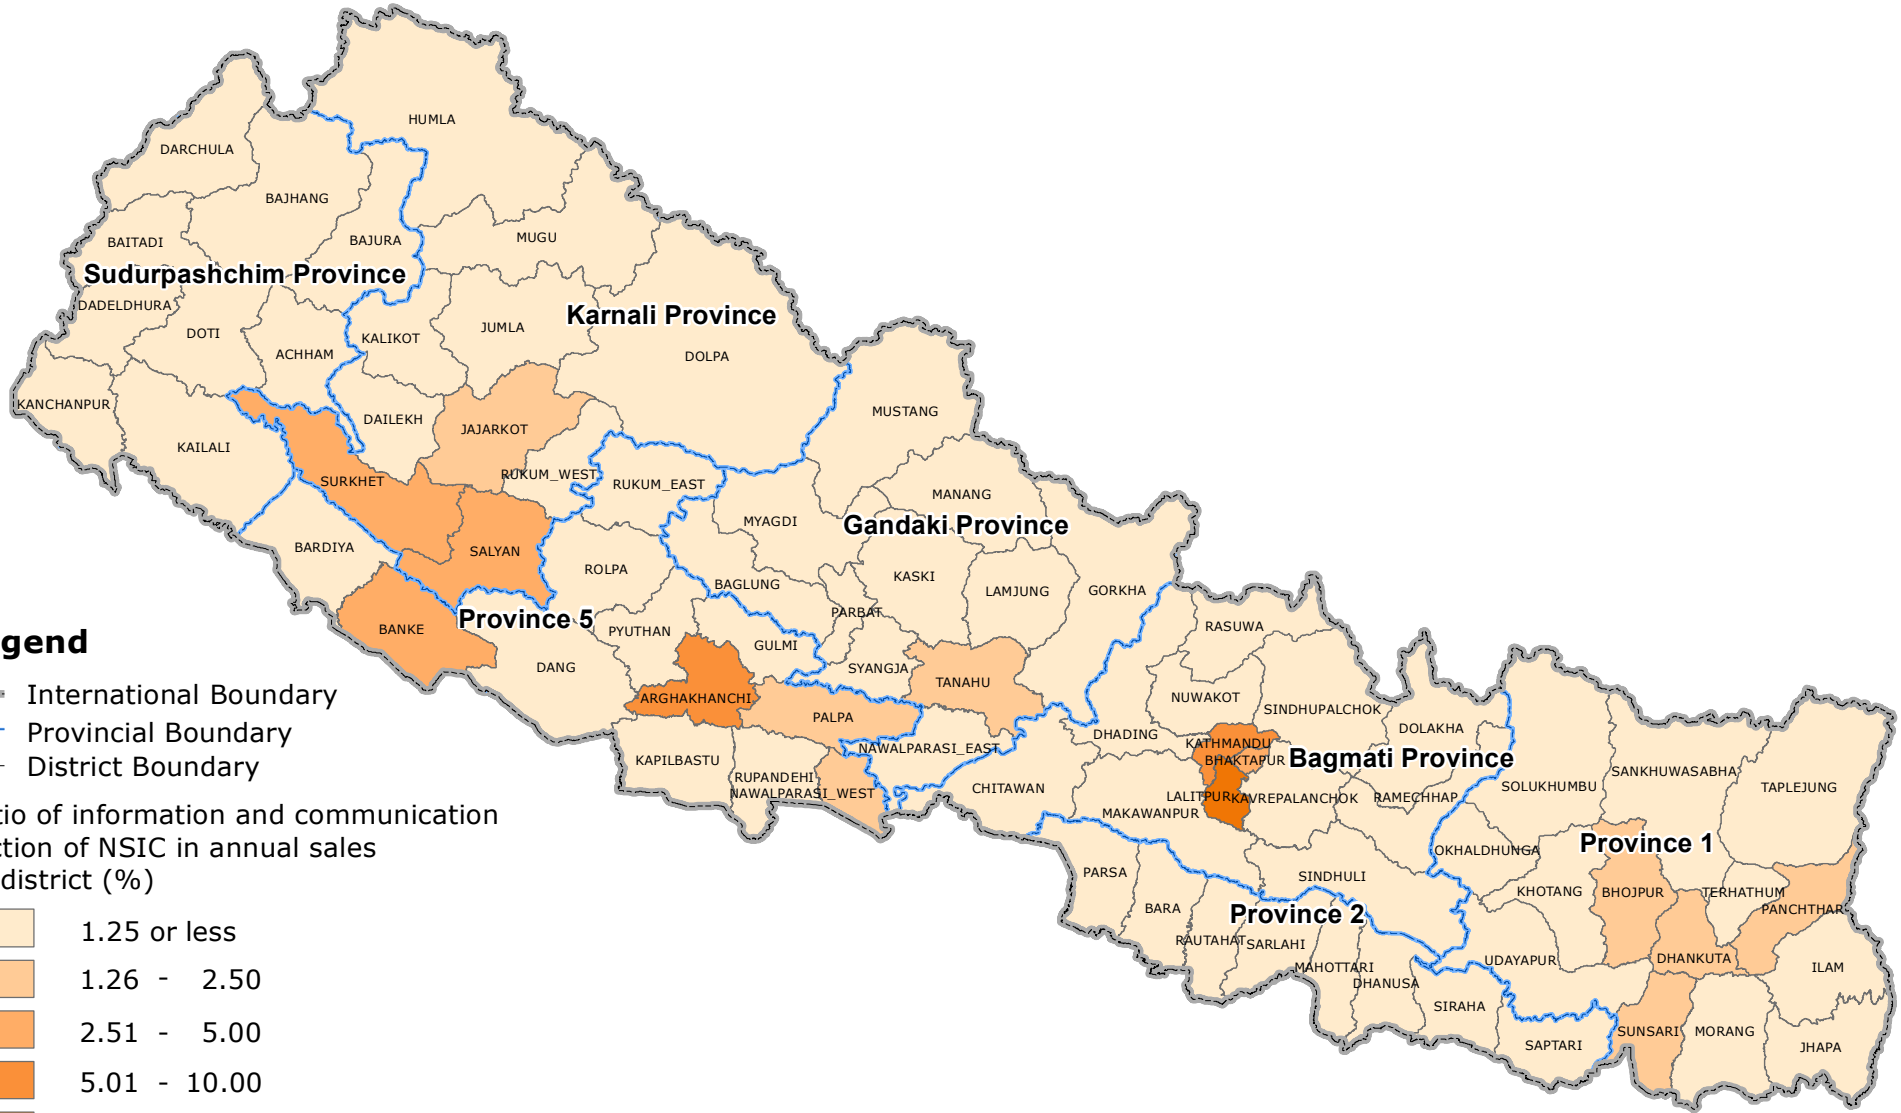 HUMLA
DARCHULA
BAJHANG
BAITADI
BAJURA
MUGU
Sudurpashchim Province
DADELDHURA
DOTI
ACHHAM
KALIKOT
JUMLA
Karnali Province
DOLPA
KANCHANPUR
KAILALI
DAILEKH
JAJARKOT
MUSTANG
SURKHET
RUKUM_WEST
RUKUM_EAST
MANANG
MYAGDI
Gandaki Province
BARDIYA
SALYAN
ROLPA
BAGLUNG
KASKI
LAMJUNG
GORKHA
PARBAT
BANKE
Province 5
PYUTHAN
GULMI
RASUWA
DANG
SYANGJA
TANAHU
ARGHAKHANCHI
PALPA
NUWAKOT
SINDHUPALCHOK
DOLAKHA
DHADING
KATHMANDU
BHAKTAPUR
Bagmati Province
NAWALPARASI_EAST
KAPILBASTU
RUPANDEHI
NAWALPARASI_WEST
CHITAWAN
MAKAWANPUR
LALITPUR
KAVREPALANCHOK
RAMECHHAP
SOLUKHUMBU
SANKHUWASABHA
TAPLEJUNG
OKHALDHUNGA
Province 1
PARSA
SINDHULI
KHOTANG
BHOJPUR
TERHATHUM
PANCHTHAR
BARA
Province 2
RAUTAHAT
SARLAHI
MAHOTTARI
DHANUSA
UDAYAPUR
DHANKUTA
ILAM
SIRAHA
SAPTARI
SUNSARI
MORANG
JHAPA
gend
International Boundary
Provincial Boundary
District Boundary
tio of information and communication
ction of NSIC in annual sales
district (%)
1.25 or less
1.26 - 2.50
2.51 - 5.00
5.01 - 10.00